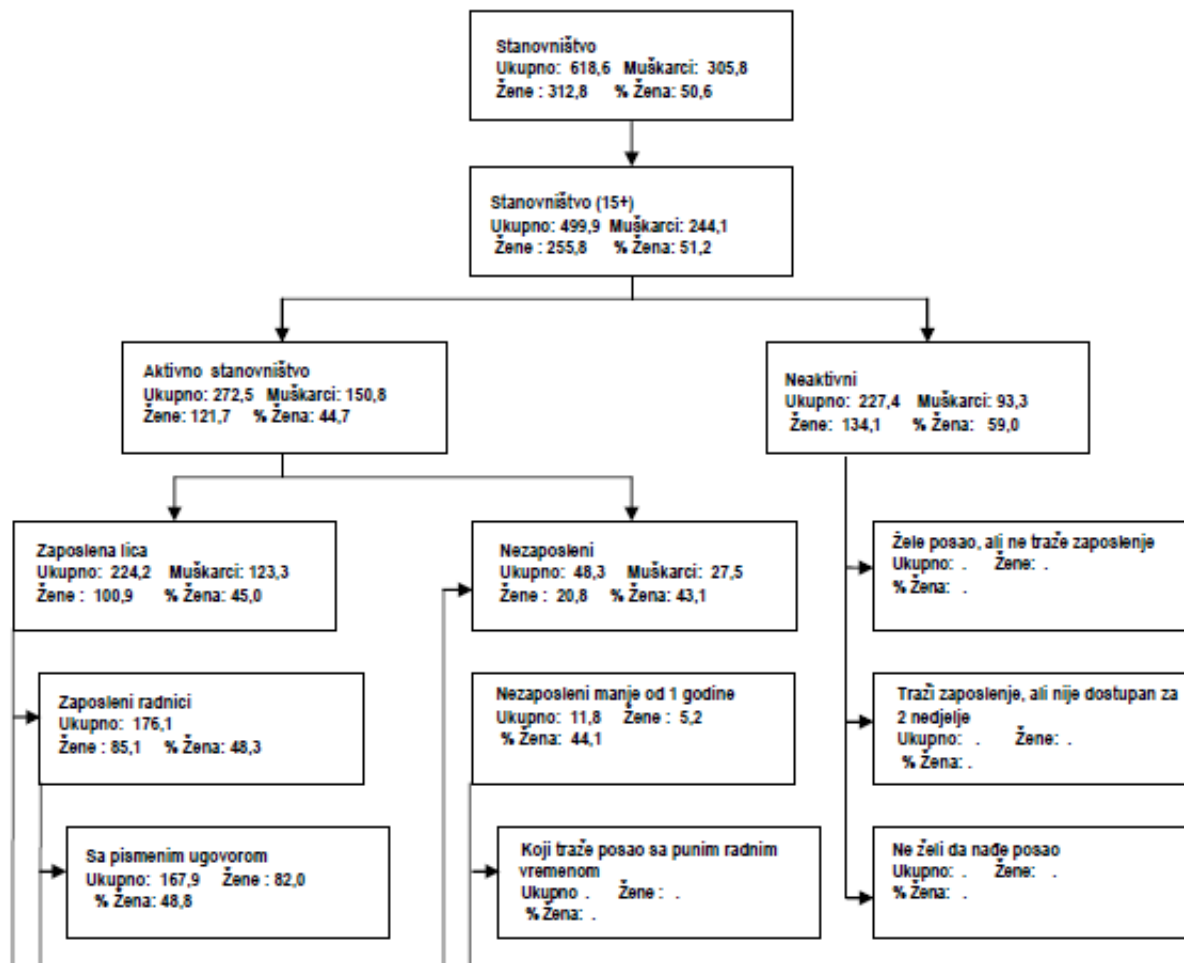 Stanovništvo
Ukupno: 618,6 Muškarci: 305,8
Žene : 312,8 % Žena: 50,6
Stanovništvo (15+)
Ukupno: 499,9 Muškarci: 244,1
Žene : 255,8 % Žena: 51,2
Aktivno stanovništvo
Ukupno: 272,5 Muškarci: 150,8
Žene: 121,7 % Žena: 44,7
Neaktivni
Ukupno: 227,4 Muškarci: 93,3
Žene: 134,1 % Žena: 59,0
Zaposlena lica
Ukupno: 224,2 Muškarci: 123,3
Žene : 100,9 % Žena: 45,0
Nezaposleni
Ukupno: 48,3 Muškarci: 27,5
Žene : 20,8 % Žena: 43,1
Žele posao, ali ne traže zaposlenje
Ukupno: . Žene: .
% Žena: .
Zaposleni radnici
Ukupno: 176,1
Žene : 85,1 % Žena: 48,3
Nezaposleni manje od 1 godine
Ukupno: 11,8 Žene : 5,2
% Žena: 44,1
Traži zaposlenje, ali nije dostupan za
2 nedjelje
Ukupno: . Žene: .
% Žena: .
Sa pismenim ugovorom
Ukupno: 167,9 Žene : 82,0
% Žena: 48,8
Koji traže posao sa punim radnim
vremenom
Ukupno . Žene : .
% Žena: .
Ne želi da nađe posao
Ukupno: . Žene: .
% Žena: .